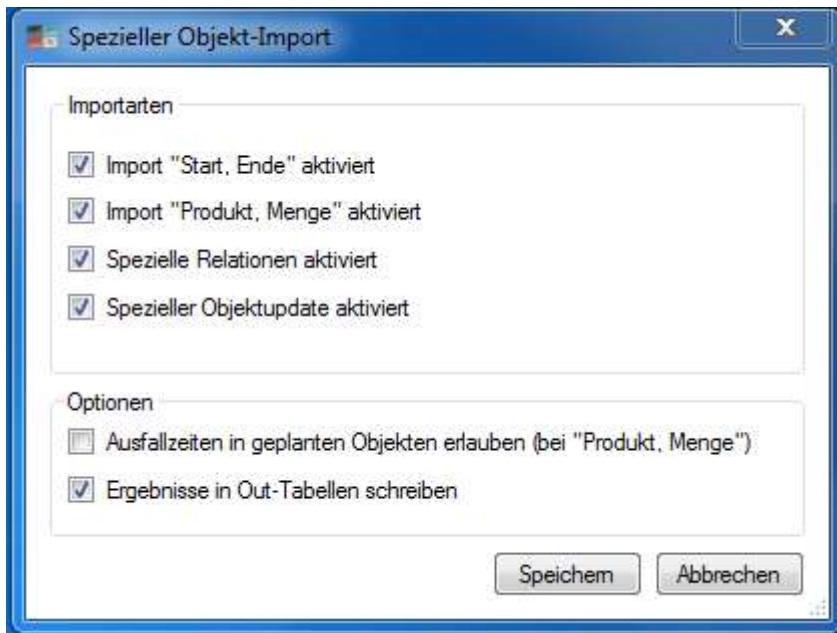 Spezieller Objekt-Import
Importarten
Import "Start, Ende" aktiviert
Import "Produkt, Menge" aktiviert
Spezielle Relationen aktiviert
Spezieller Objektupdate aktiviert
Optionen
Ausfallzeiten in geplanten Objekten erlauben (bei "Produkt, Menge")
Ergebnisse in Out-Tabellen schreiben
Speichern Abbrechen